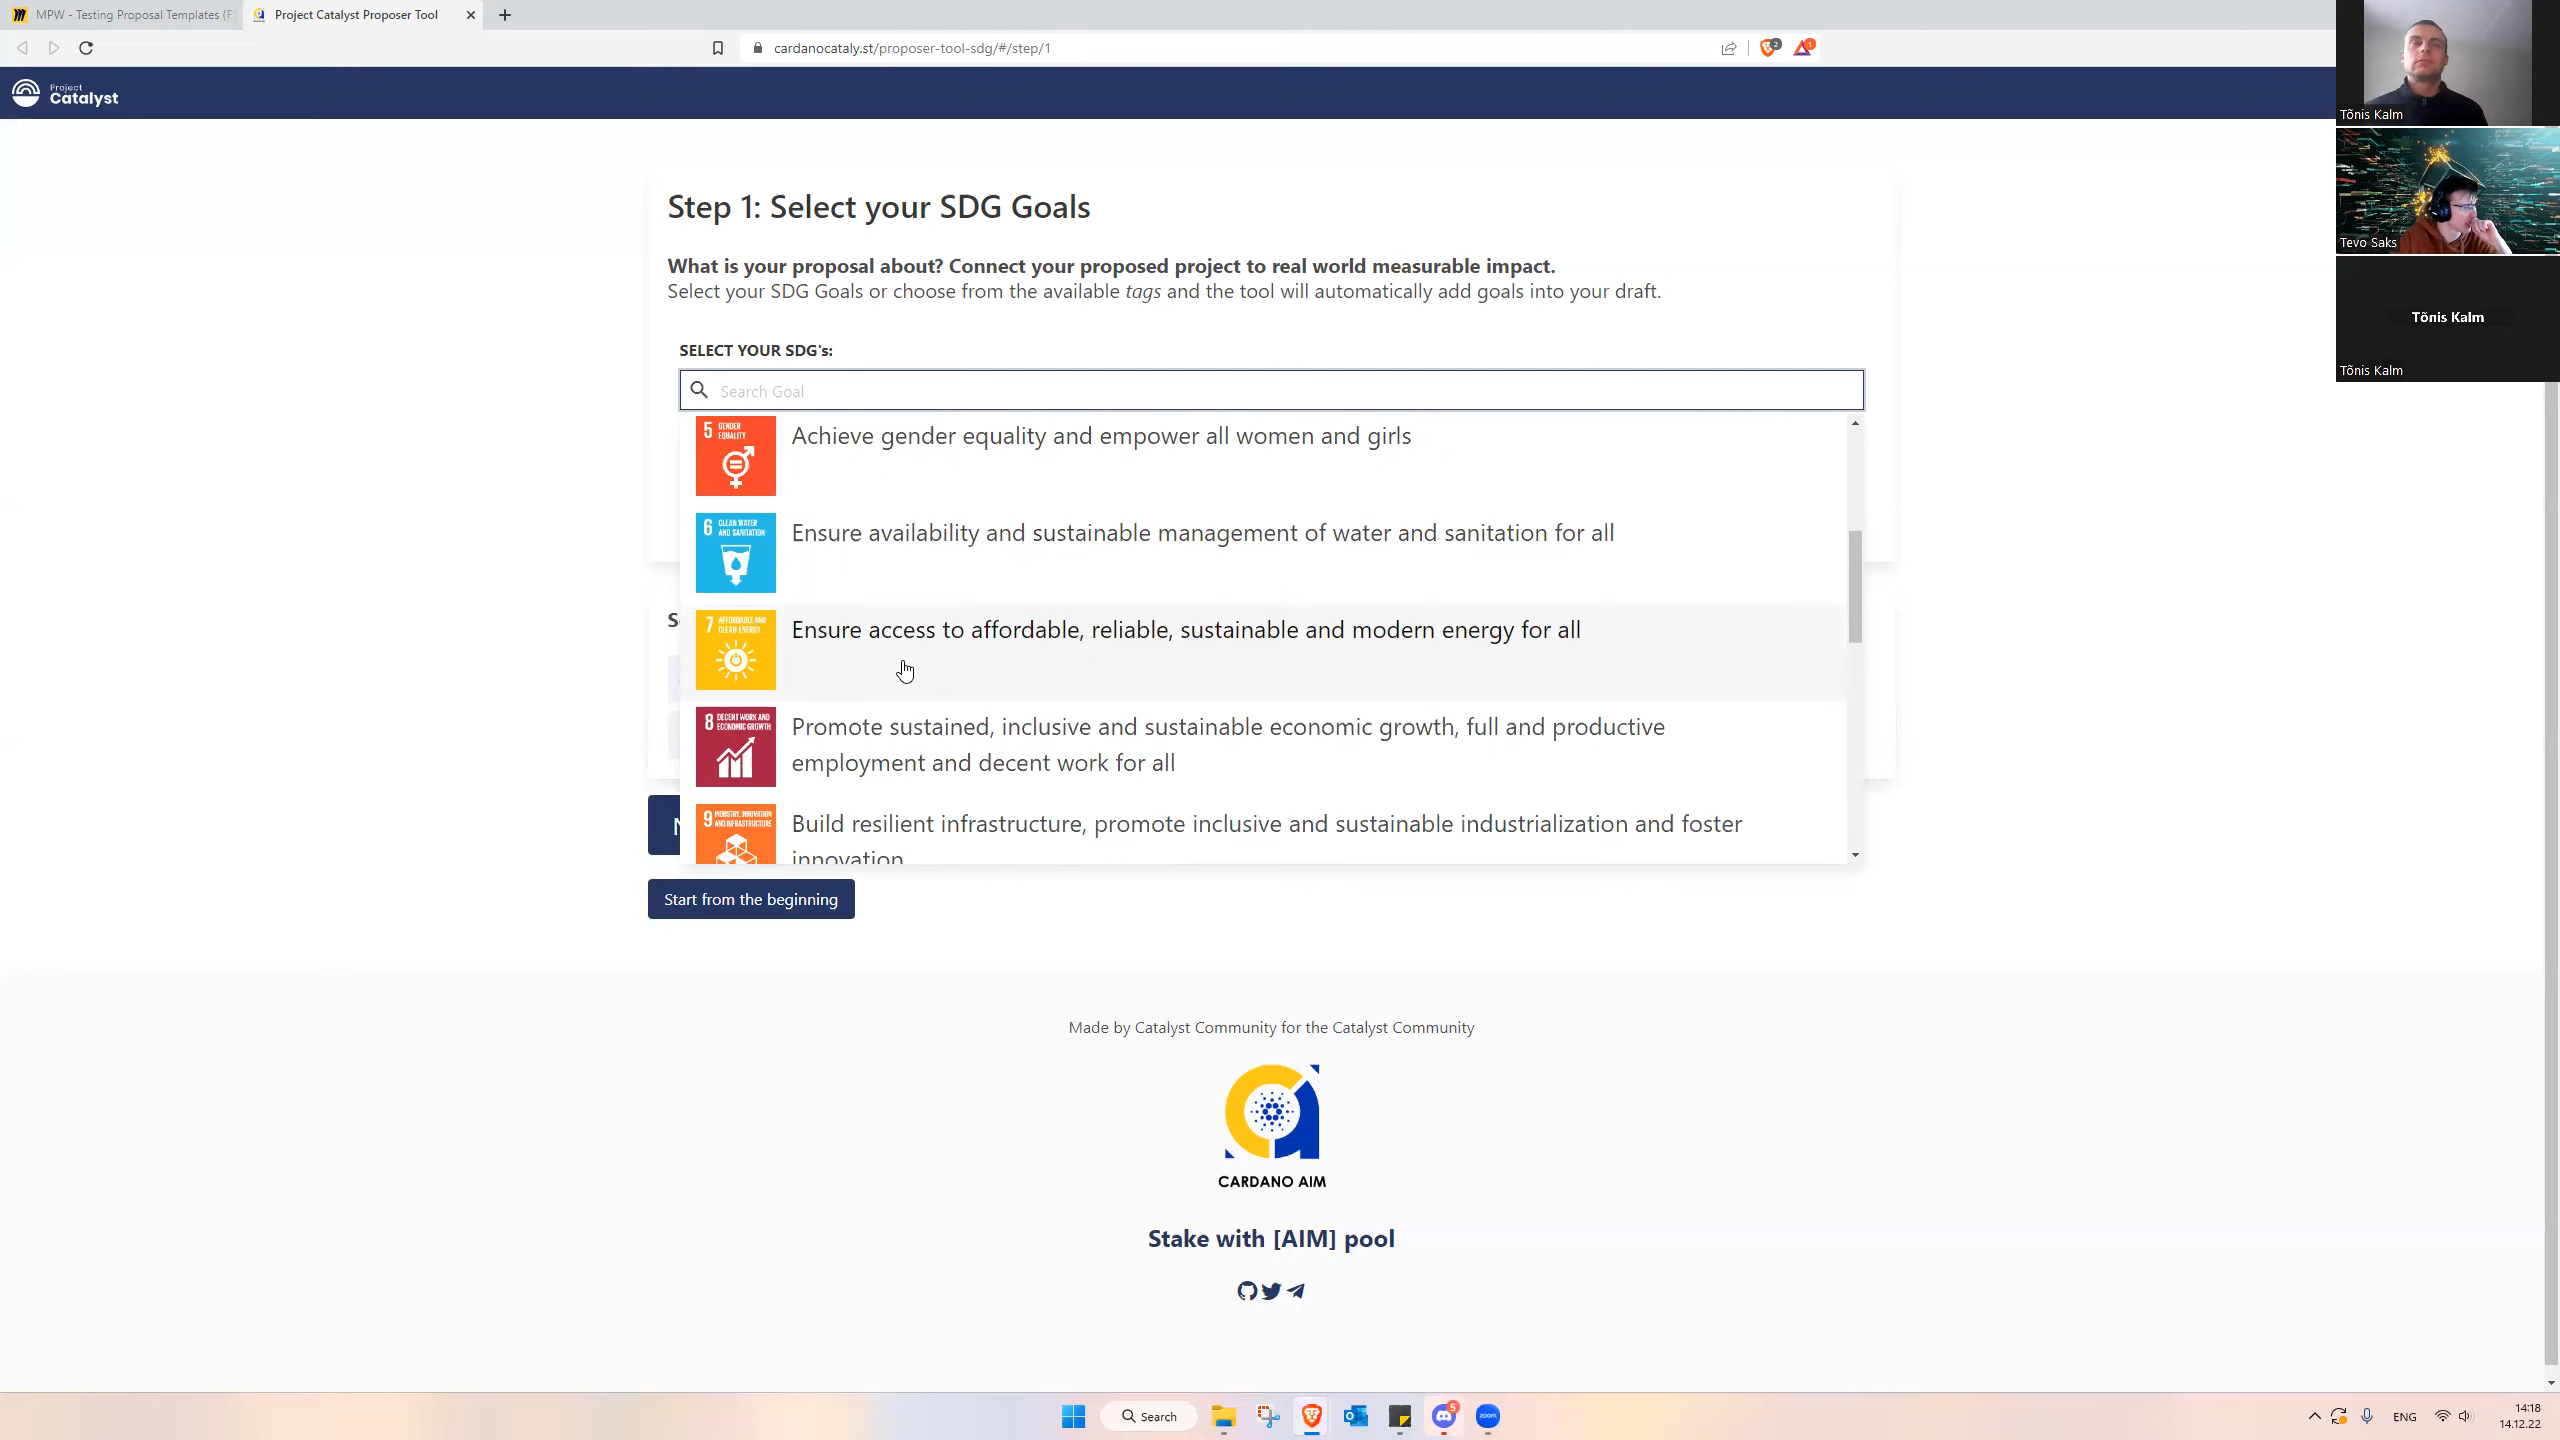 MPW - Testing Proposal Templates (F
Project Catalyst Proposer Tool
cardanocataly.st/proposer-tool-sdg/#/step/1
2
1
Project
Catalyst
Step 1: Select your SDG Goals
What is your proposal about? Connect your proposed project to real world measurable impact.
Select your SDG Goals or choose from the available tags and the tool will automatically add goals into your draft.
SELECT YOUR SDG's:
Search Goal
5 GENDER EQUALITY
Achieve gender equality and empower all women and girls
6 CLEAN WATER AND SANITATION
Ensure availability and sustainable management of water and sanitation for all
7 AFFORDABLE AND CLEAN ENERGY
Ensure access to affordable, reliable, sustainable and modern energy for all
8 DECENT WORK AND ECONOMIC GROWTH
Promote sustained, inclusive and sustainable economic growth, full and productive
employment and decent work for all
9 INDUSTRY, INNOVATION AND INFRASTRUCTURE
Build resilient infrastructure, promote inclusive and sustainable industrialization and foster
innovation
Start from the beginning
Made by Catalyst Community for the Catalyst Community
CARDANO AIM
Stake with [AIM] pool
Tõnis Kalm
Tevo Saks
Tõnis Kalm
Tõnis Kalm
Search
5
zoom
ENG
14:18
14.12.22